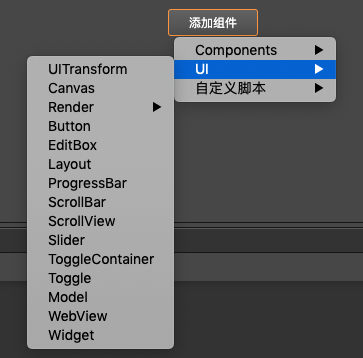 添加组件
Components
UI
自定义脚本
UITransform
Canvas
Render
Button
EditBox
Layout
ProgressBar
ScrollBar
ScrollView
Slider
ToggleContainer
Toggle
Model
WebView
Widget